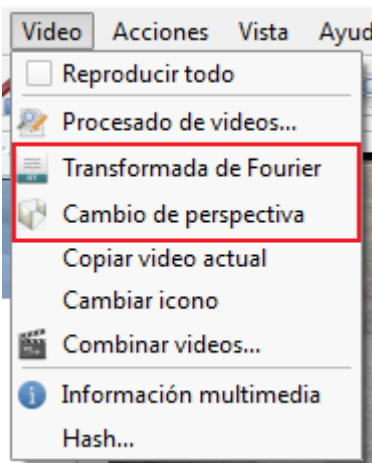 Video Acciones Vista Ayud
Reproducir todo
Procesado de videos...
Transformada de Fourier
Cambio de perspectiva
Copiar video actual
Cambiar icono
Combinar videos...
Información multimedia
Hash...